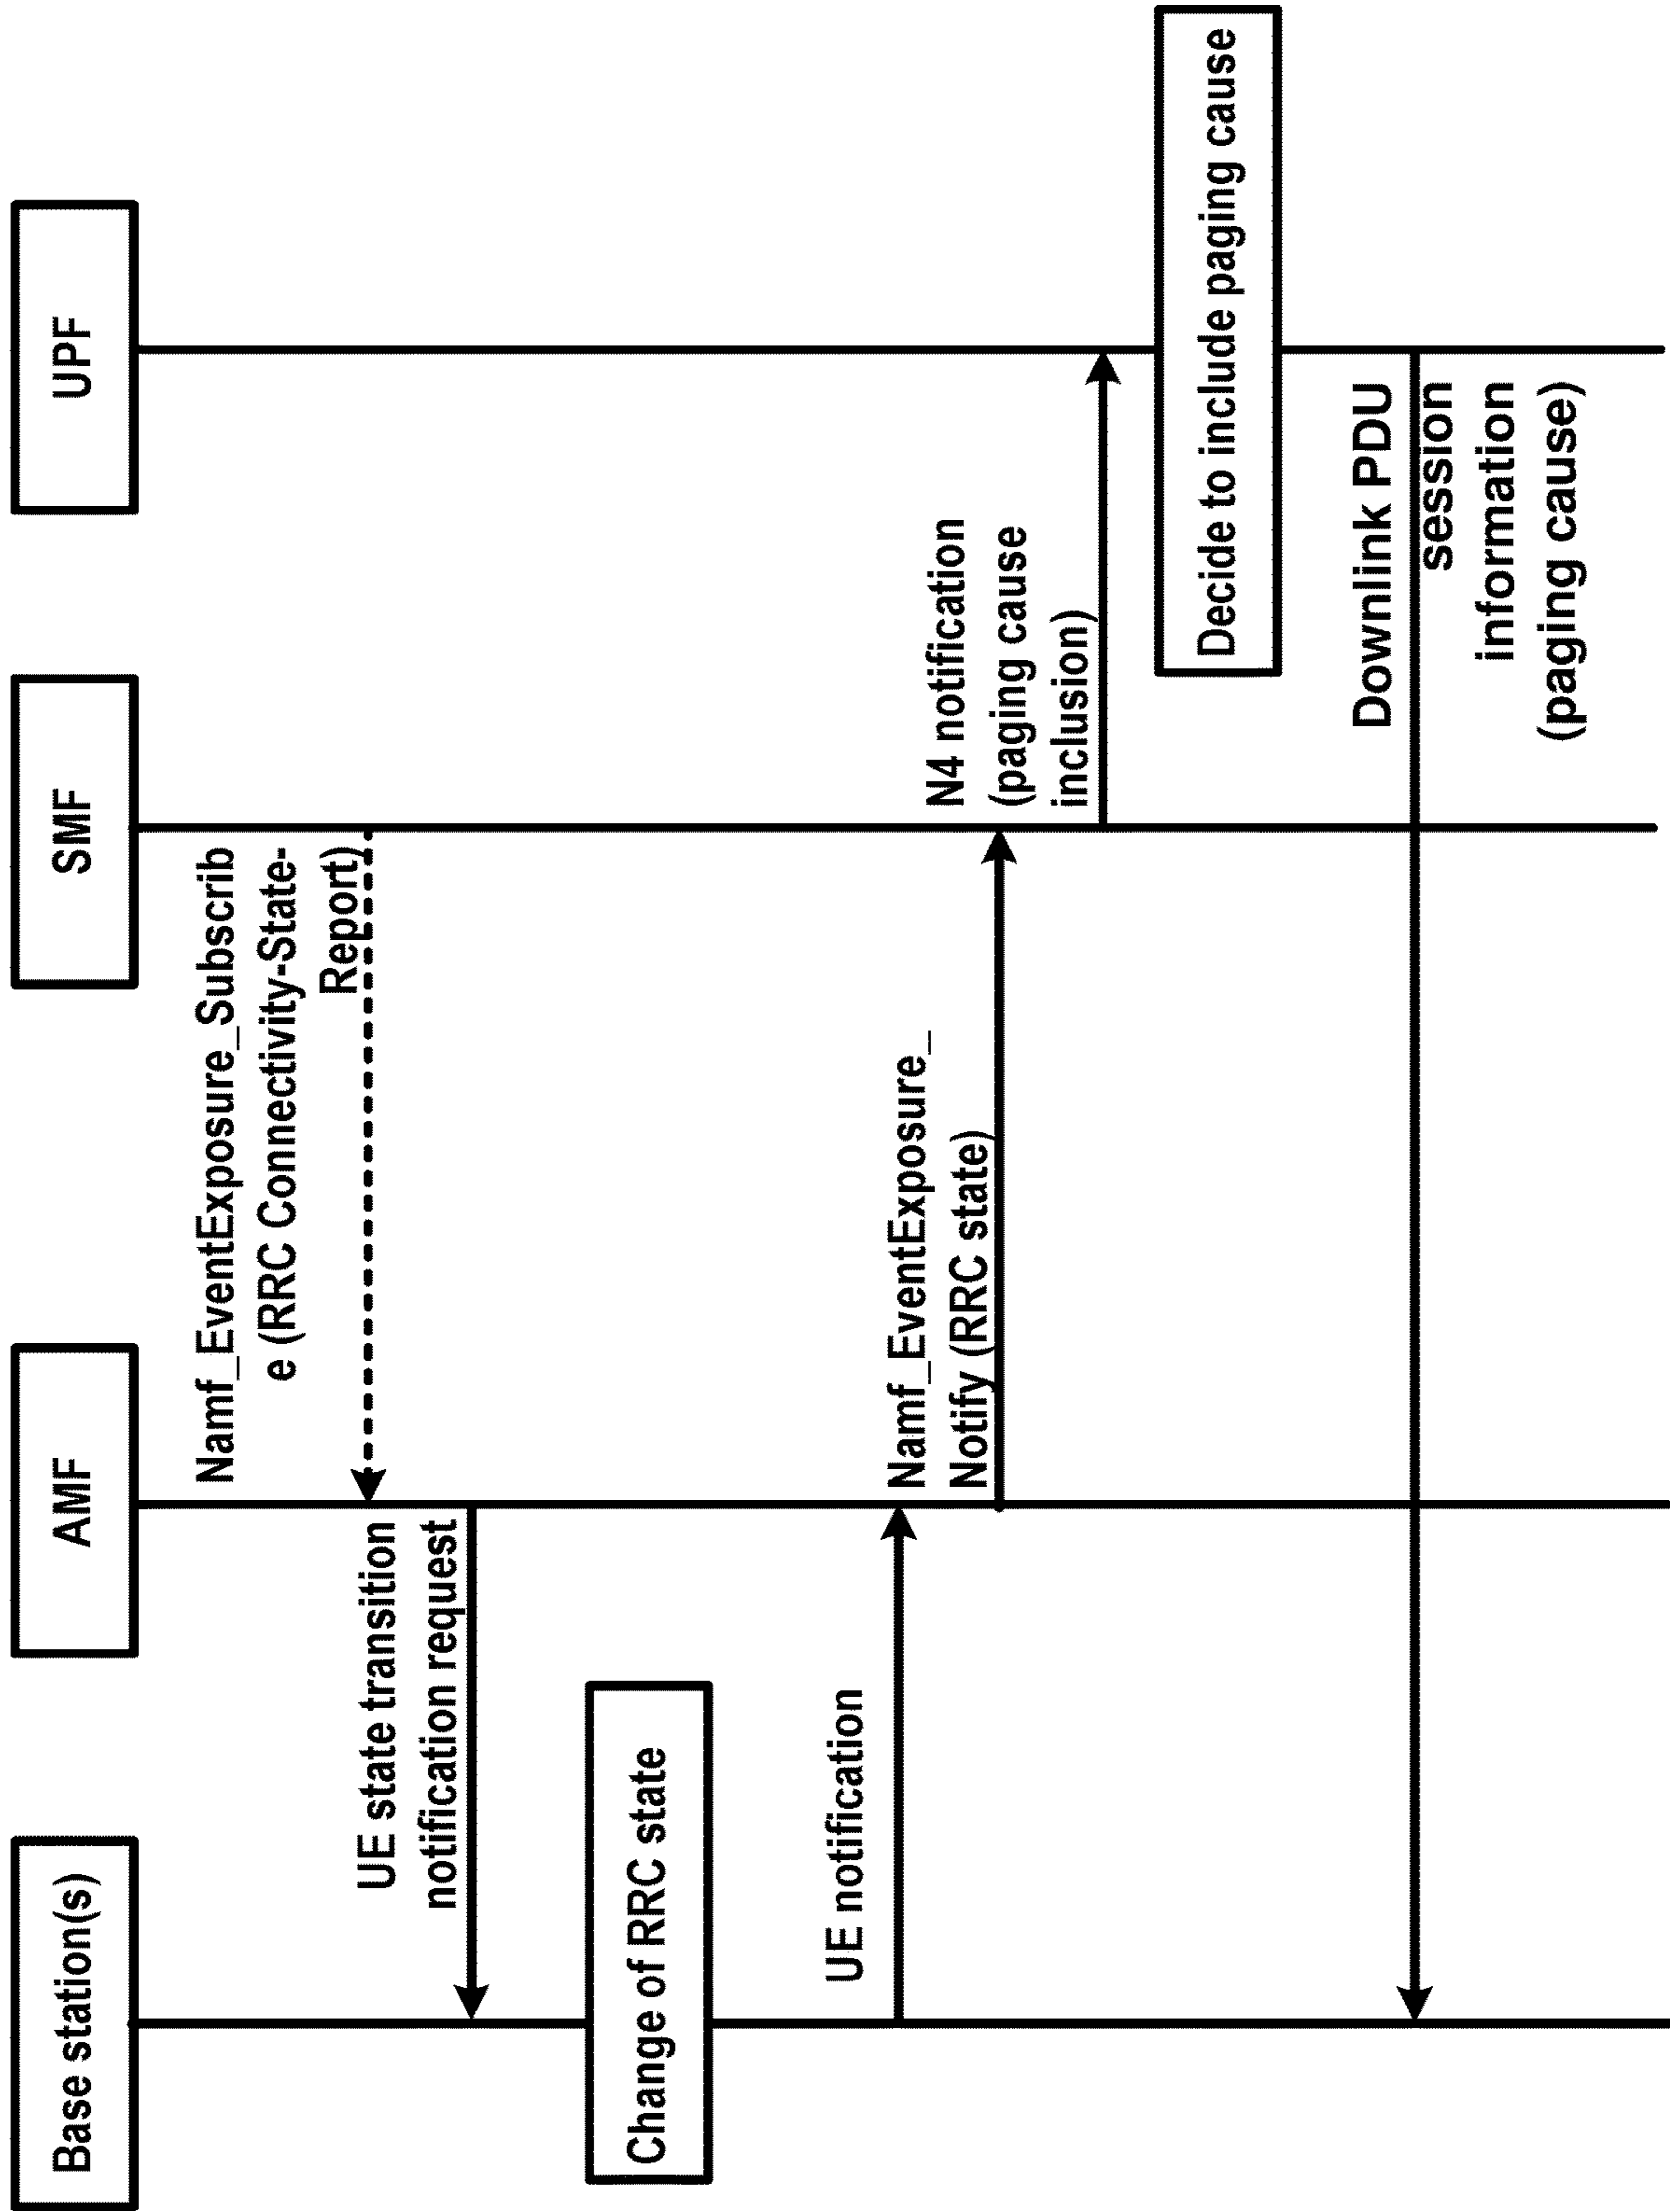 Base station(s)
AMF
SMF
UPF
Namf_EventExposure_Subscrib
e (RRC Connectivity-State-
Report)
UE state transition
notification request
Change of RRC state
UE notification
Namf_EventExposure_
Notify (RRC state)
N4 notification
(paging cause
inclusion)
Decide to include paging cause
Downlink PDU
session
information
(paging cause)